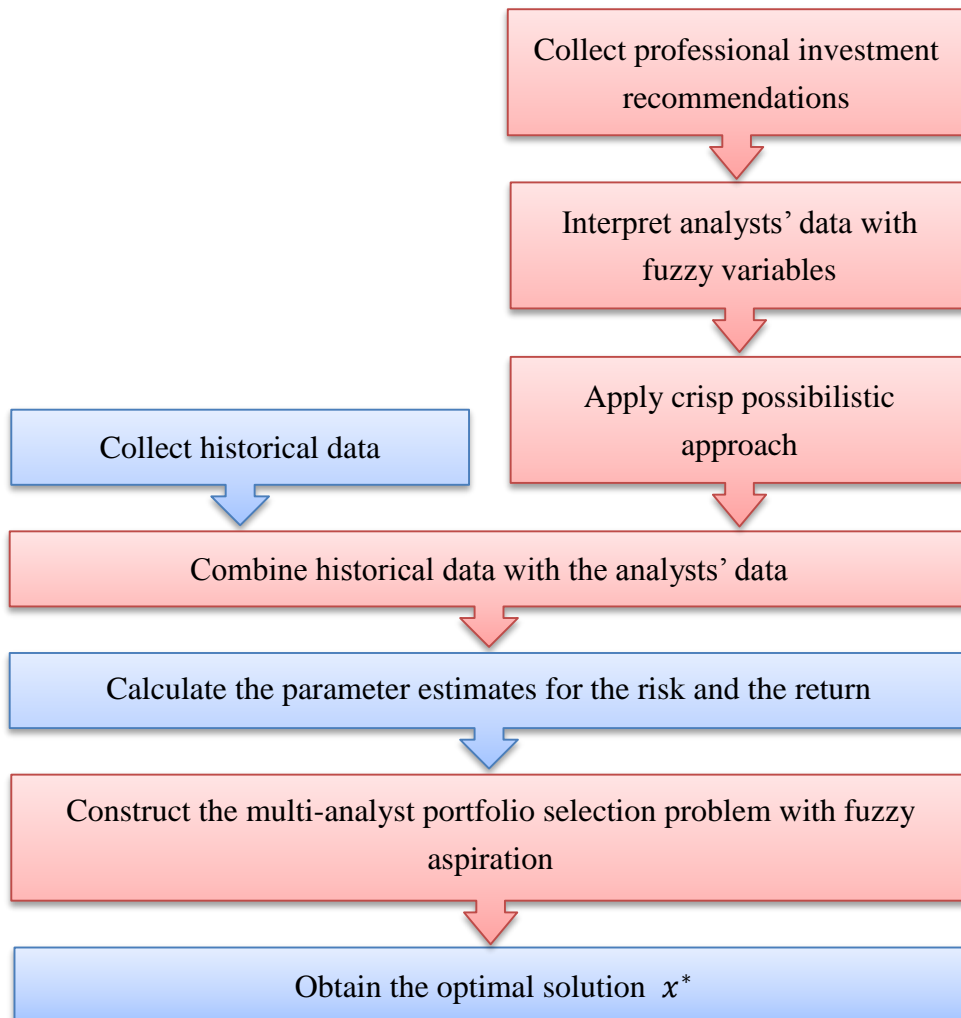 Collect professional investment
recommendations
Interpret analysts’ data with
fuzzy variables
Apply crisp possibilistic
approach
Collect historical data
Combine historical data with the analysts’ data
Calculate the parameter estimates for the risk and the return
Construct the multi-analyst portfolio selection problem with fuzzy
aspiration
Obtain the optimal solution x*